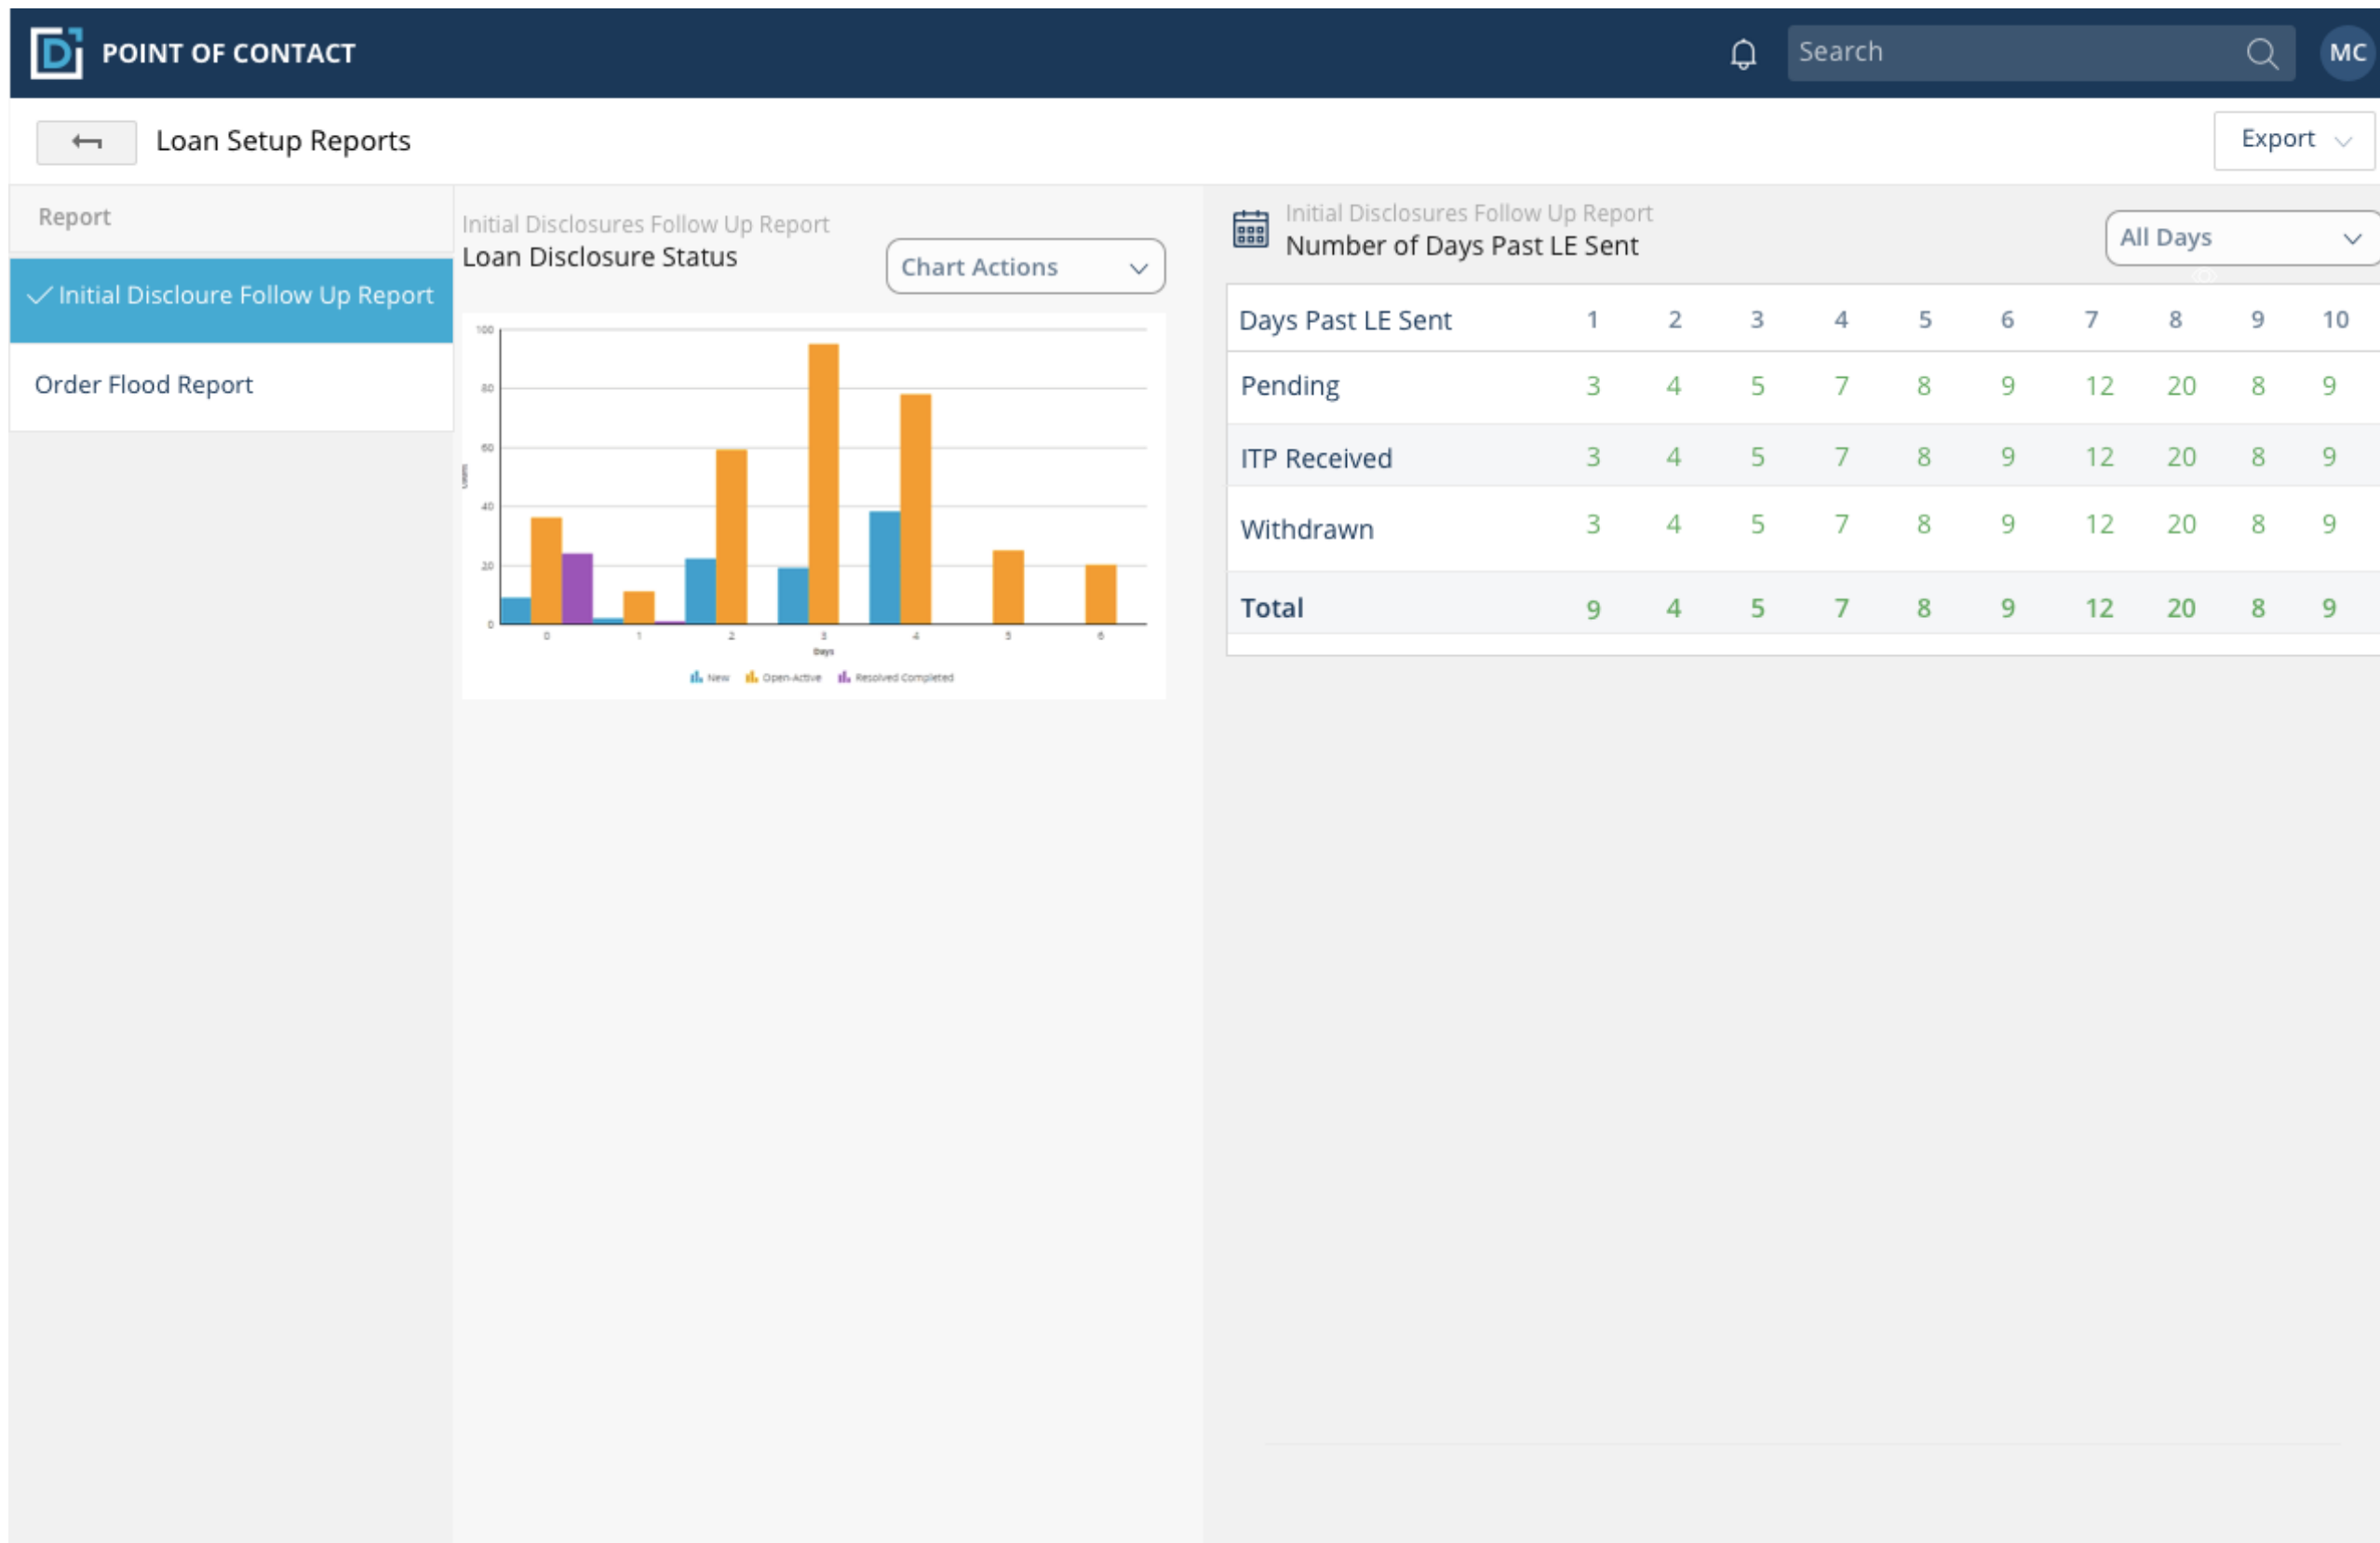 POINT OF CONTACT
Search
MC
Loan Setup Reports
Export
Report
Initial Discloure Follow Up Report
Order Flood Report
Initial Disclosures Follow Up Report
Loan Disclosure Status
Chart Actions
100
80
60
40
20
0
0 1 2 3 4 5 6
Days
New Open-Active Resolved Completed
Initial Disclosures Follow Up Report
Number of Days Past LE Sent
All Days
Days Past LE Sent 1 2 3 4 5 6 7 8 9 10
Pending 3 4 5 7 8 9 12 20 8 9
ITP Received 3 4 5 7 8 9 12 20 8 9
Withdrawn 3 4 5 7 8 9 12 20 8 9
Total 9 4 5 7 8 9 12 20 8 9